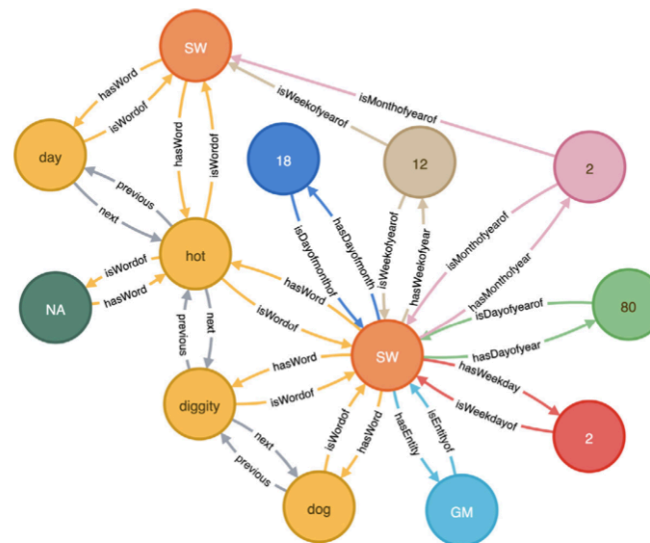 SW
hasWord
isWordof
isWeekofyearof
isMonthofyearof
day
hasWord
isWordof
18
12
2
previous
next
hot
isDayofmonthof
hasDayofmonth
isWeekofyearof
hasWeekofyear
isMonthofyearof
hasMonthofyear
isWordof
hasWord
NA
hasWord
isWordof
previous
next
isDayofyearof
80
SW
hasDayofyear
hasWord
isWordof
hasWeekday
isWeekdayof
2
diggity
isWordof
hasWord
hasEntity
isEntityof
next
previous
dog
GM